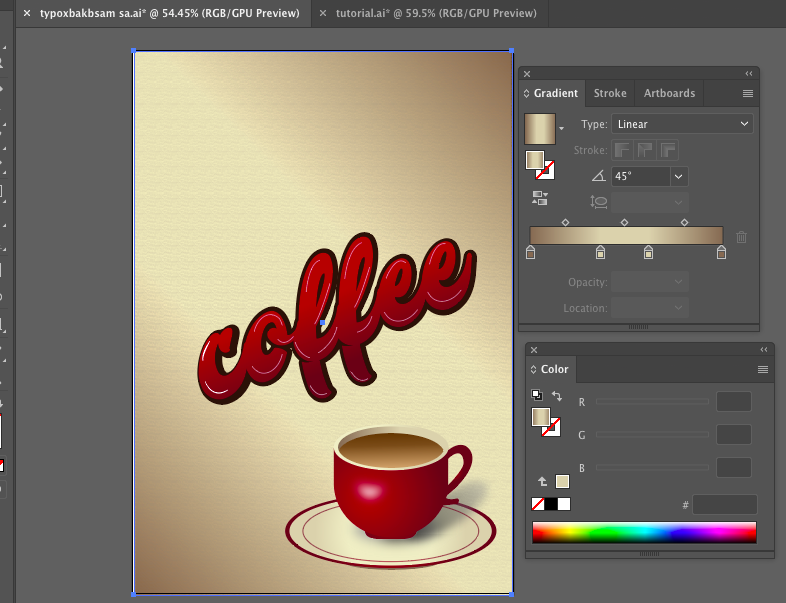 typoxbakbsam sa.ai* @ 54.45% (RGB/GPU Preview)
tutorial.ai* @ 59.5% (RGB/GPU Preview)
Gradient
Stroke
Artboards
Type:
Linear
Stroke:
45°
Opacity:
Location:
coffee
Color
R
G
B
#